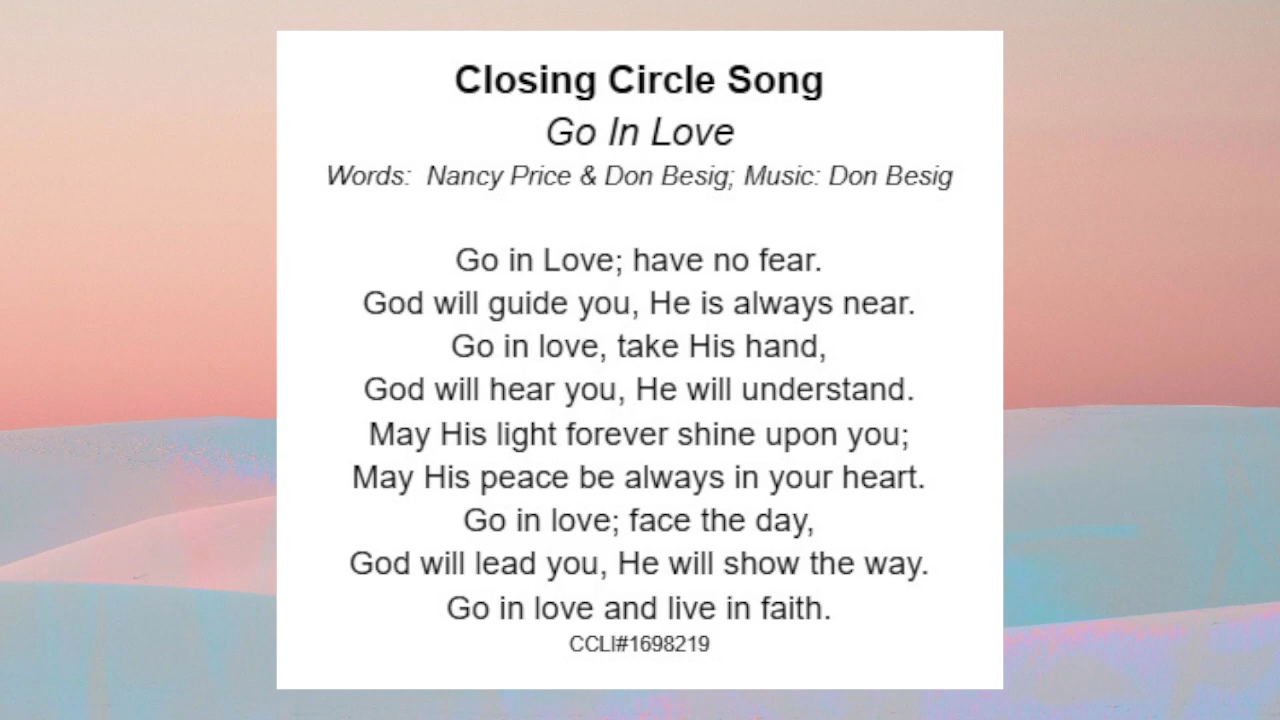 Closing Circle Song
Go In Love
Words:  Nancy Price & Don Besig; Music: Don Besig
Go in Love; have no fear.
God will guide you, He is always near.
Go in love, take His hand,
God will hear you, He will understand.
May His light forever shine upon you;
May His peace be always in your heart.
Go in love; face the day,
God will lead you, He will show the way.
Go in love and live in faith.
CCLI#1698219